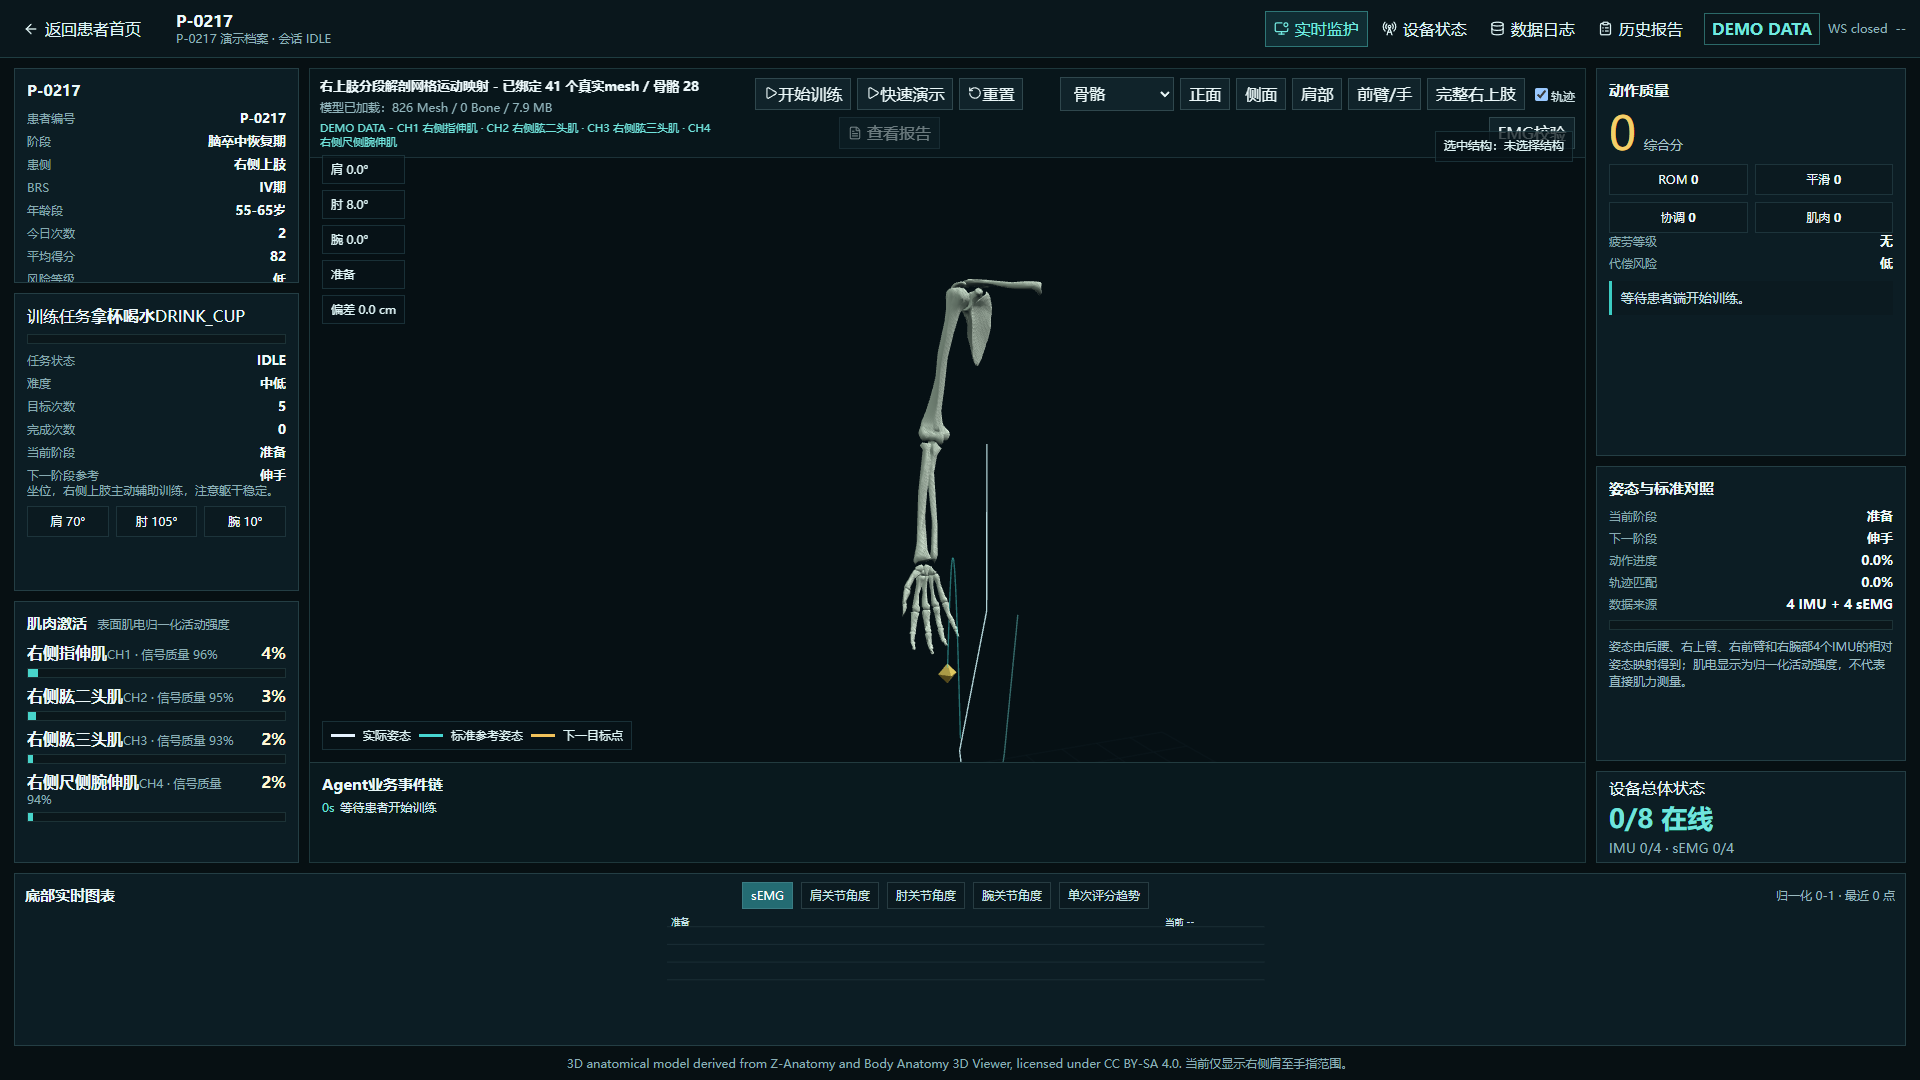 返回患者首页
P-0217
P-0217 演示档案 · 会话 IDLE
实时监护
设备状态
数据日志
历史报告
DEMO DATA
WS closed --
P-0217
患者编号 P-0217
阶段 脑卒中恢复期
患侧 右侧上肢
BRS IV期
年龄段 55-65岁
今日次数 2
平均得分 82
风险等级 低
训练任务拿杯喝水DRINK_CUP
任务状态 IDLE
难度 中低
目标次数 5
完成次数 0
当前阶段 准备
下一阶段参考 伸手
坐位，右侧上肢主动辅助训练，注意躯干稳定。
肩 70°
肘 105°
腕 10°
肌肉激活 表面肌电归一化活动强度
右侧指伸肌CH1 · 信号质量 96% 4%
右侧肱二头肌CH2 · 信号质量 95% 3%
右侧肱三头肌CH3 · 信号质量 93% 2%
右侧尺侧腕伸肌CH4 · 信号质量 2%
94%
右上肢分段解剖网格运动映射 - 已绑定 41 个真实mesh / 骨骼 28
模型已加载：826 Mesh / 0 Bone / 7.9 MB
DEMO DATA - CH1 右侧指伸肌 · CH2 右侧肱二头肌 · CH3 右侧肱三头肌 · CH4
右侧尺侧腕伸肌
开始训练
快速演示
重置
查看报告
骨骼
正面
侧面
肩部
前臂/手
完整右上肢
轨迹
EMG校验
选中结构：未选择结构
肩 0.0°
肘 8.0°
腕 0.0°
准备
偏差 0.0 cm
实际姿态
标准参考姿态
下一目标点
Agent业务事件链
0s 等待患者开始训练
动作质量
0 综合分
ROM 0
平滑 0
协调 0
肌肉 0
疲劳等级 无
代偿风险 低
等待患者端开始训练。
姿态与标准对照
当前阶段 准备
下一阶段 伸手
动作进度 0.0%
轨迹匹配 0.0%
数据来源 4 IMU + 4 sEMG
姿态由后腰、右上臂、右前臂和右腕部4个IMU的相对
姿态映射得到；肌电显示为归一化活动强度，不代表
直接肌力测量。
设备总体状态
0/8 在线
IMU 0/4 · sEMG 0/4
底部实时图表
sEMG
肩关节角度
肘关节角度
腕关节角度
单次评分趋势
归一化 0-1 · 最近 0 点
准备
当前 --
3D anatomical model derived from Z-Anatomy and Body Anatomy 3D Viewer, licensed under CC BY-SA 4.0. 当前仅显示右侧肩至手指范围。